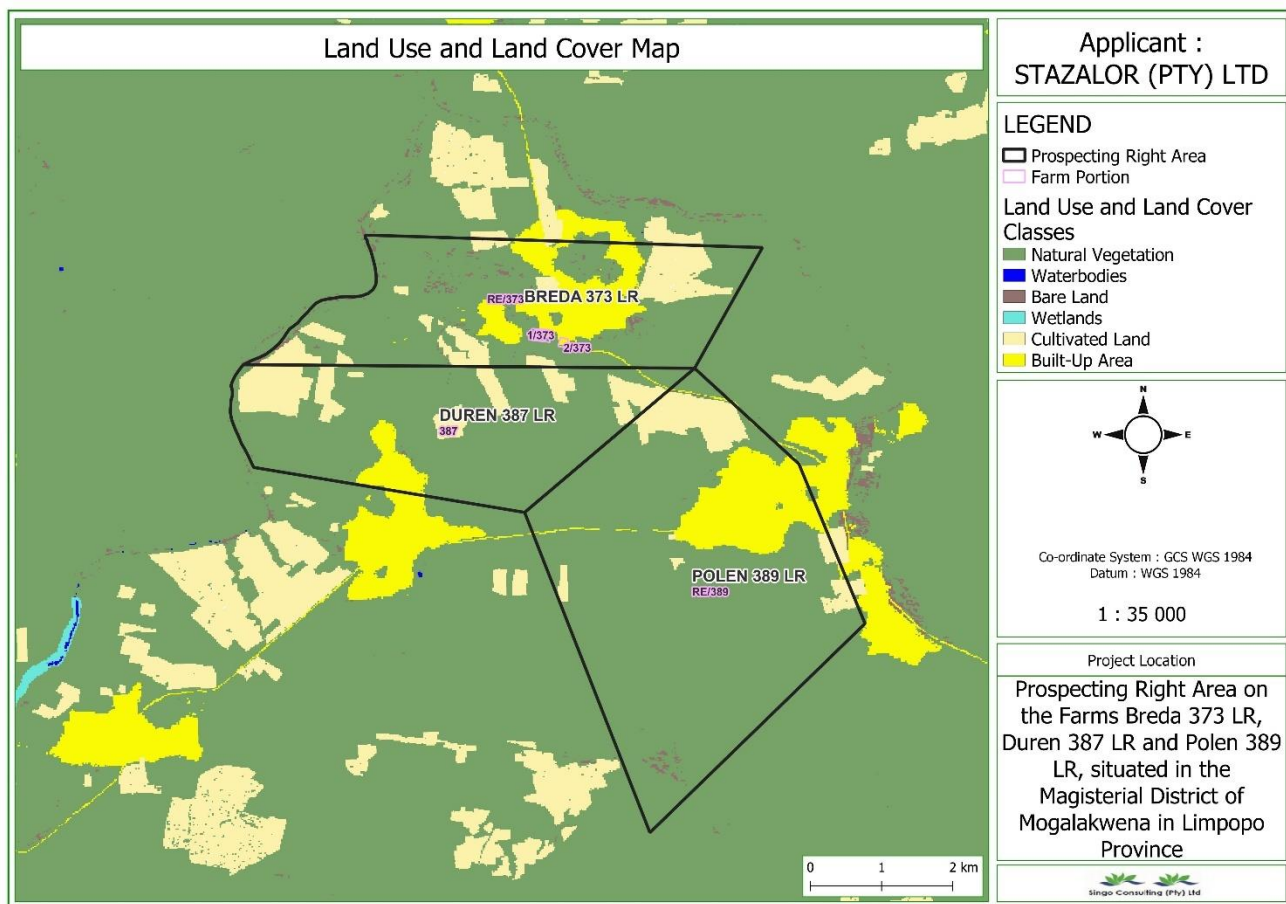 Land Use and Land Cover Map
RE/373
BREDA 373 LR
1/373
2/373
DUREN 387 LR
387
POLEN 389 LR
RE/389
0 1 2 km
Applicant :
STAZALOR (PTY) LTD
LEGEND
Prospecting Right Area
Farm Portion
Land Use and Land Cover
Classes
Natural Vegetation
Waterbodies
Bare Land
Wetlands
Cultivated Land
Built-Up Area
N
W E
S
Co-ordinate System : GCS WGS 1984
Datum : WGS 1984
1 : 35 000
Project Location
Prospecting Right Area on
the Farms Breda 373 LR,
Duren 387 LR and Polen 389
LR, situated in the
Magisterial District of
Mogalakwena in Limpopo
Province
Singo Consulting (Pty) Ltd